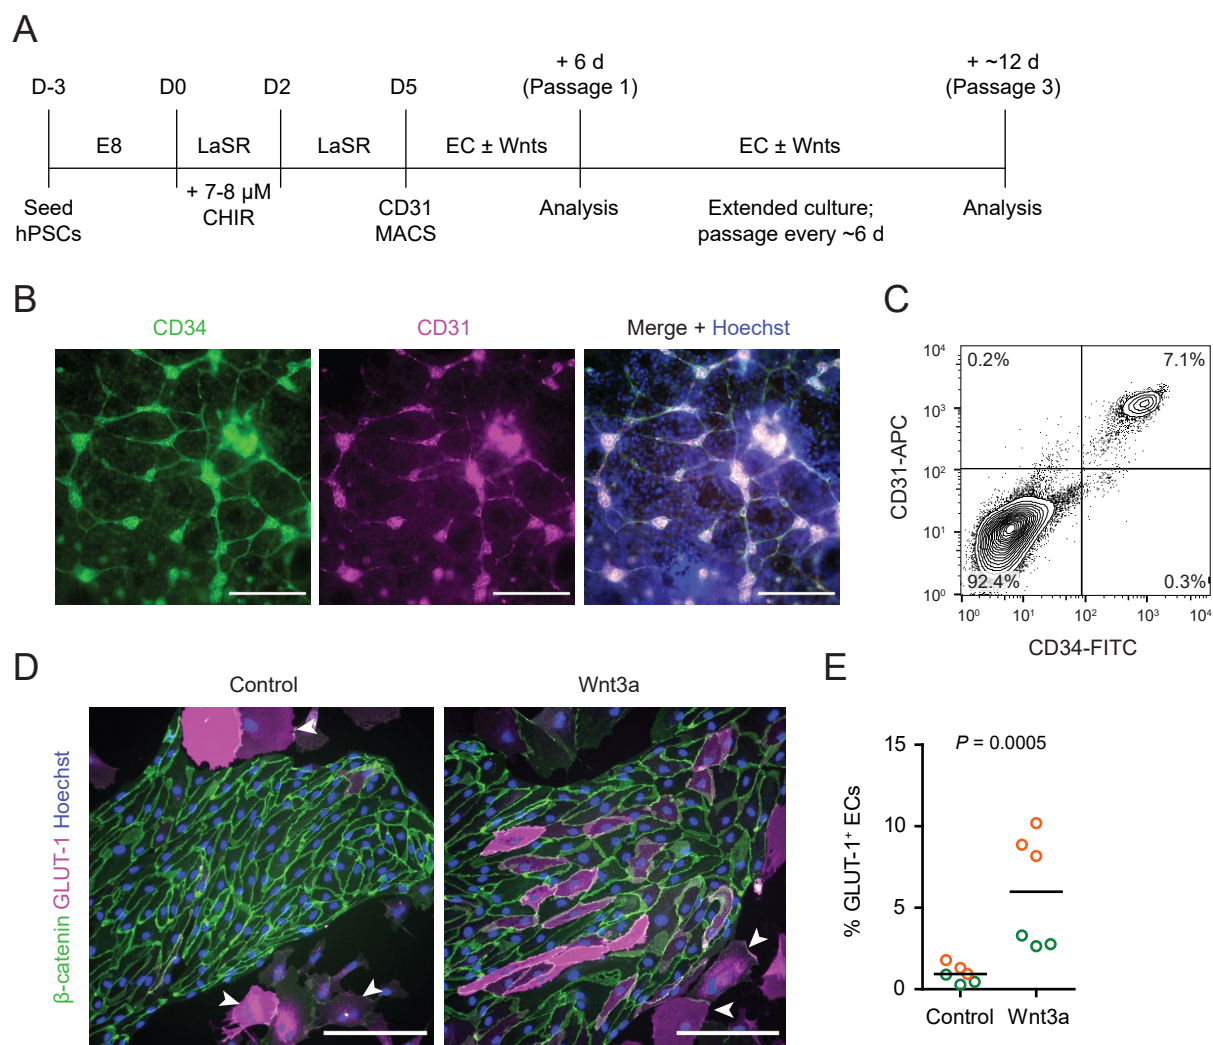 A
D-3 D0 D2 D5 + 6 d (Passage 1) + ~12 d (Passage 3)
E8 LaSR LaSR EC ± Wnts EC ± Wnts
+ 7-8 µM
CHIR
Seed
hPSCs
CD31
MACS
Analysis
Extended culture;
passage every ~6 d
Analysis
B
CD34 CD31 Merge + Hoechst
C
10⁴
10³
10²
10¹
10⁰
CD31-APC
0.2% 7.1%
92.4% 0.3%
10⁰ 10¹ 10² 10³ 10⁴
CD34-FITC
D
Control Wnt3a
β-catenin GLUT-1 Hoechst
E
P = 0.0005
15
10
5
0
% GLUT-1⁺ ECs
Control Wnt3a